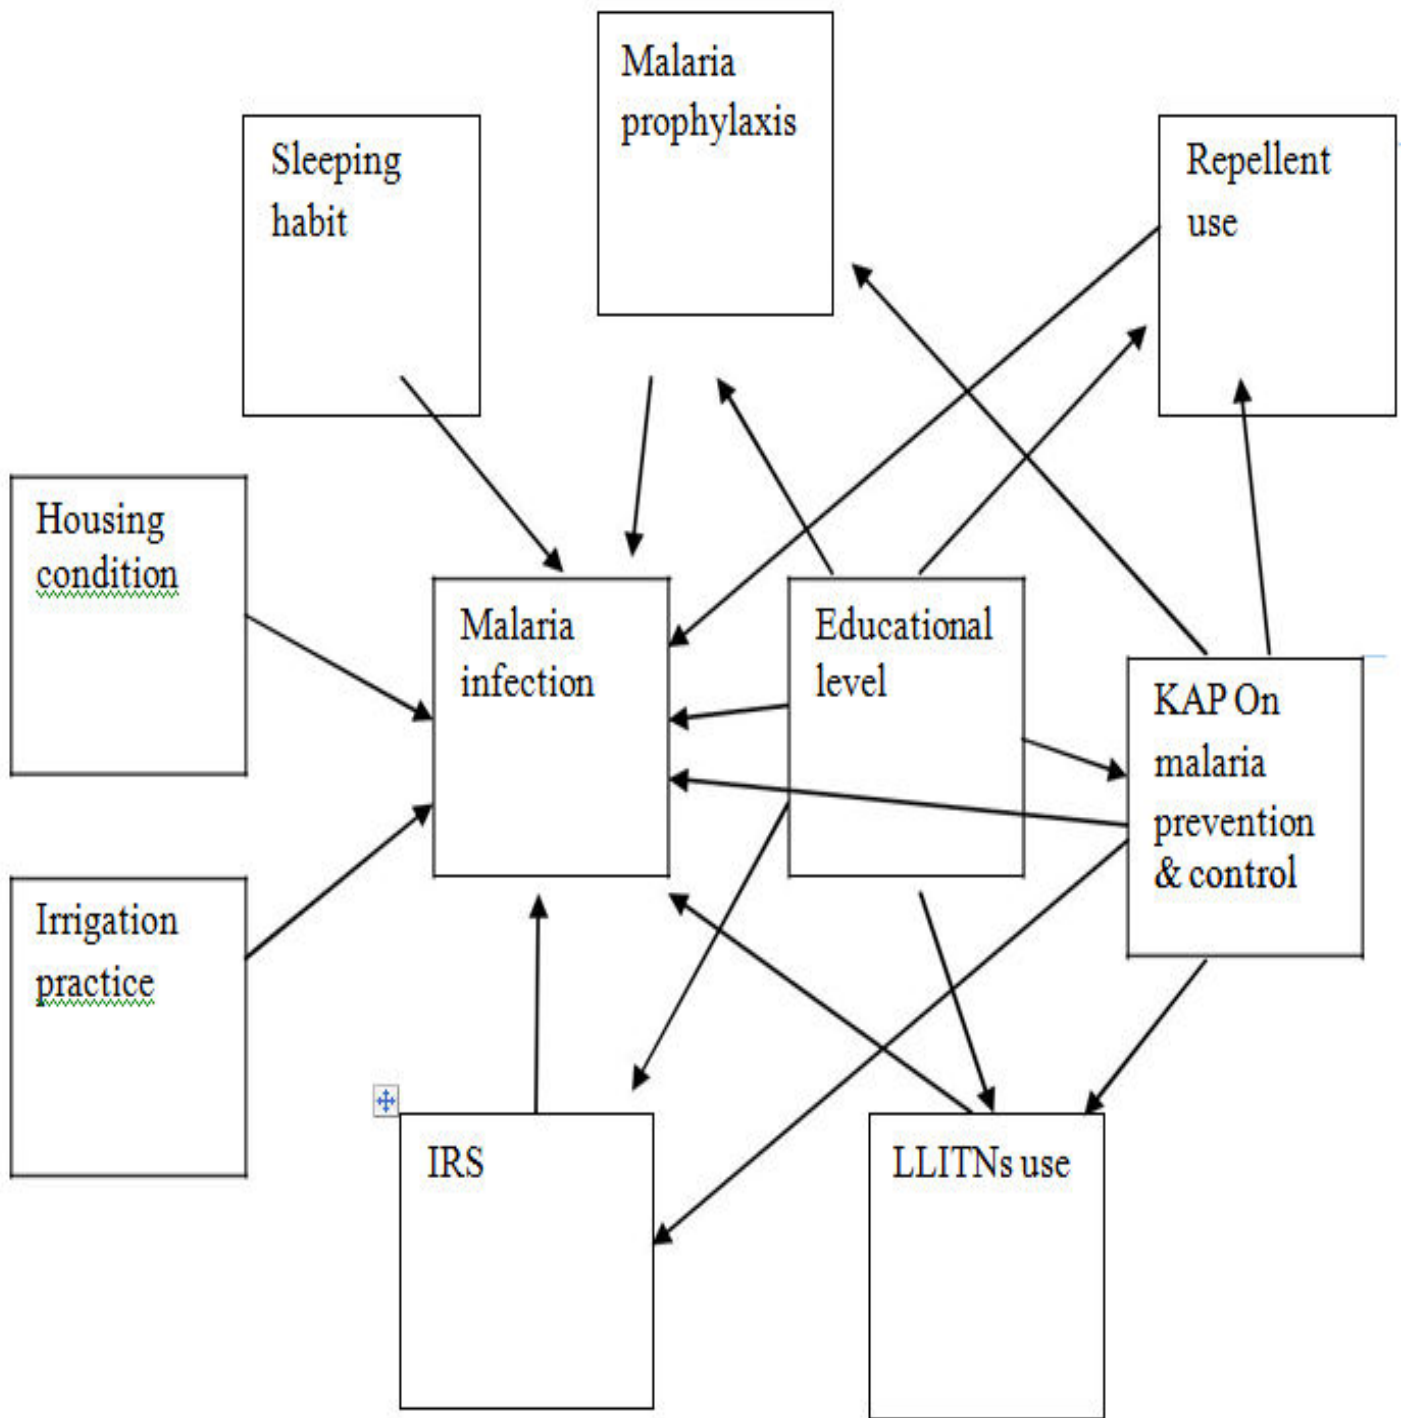 Malaria
prophylaxis
Sleeping
habit
Repellent
use
Housing
condition
Malaria
infection
Educational
level
KAP On
malaria
prevention
& control
Irrigation
practice
IRS
LLITNs use